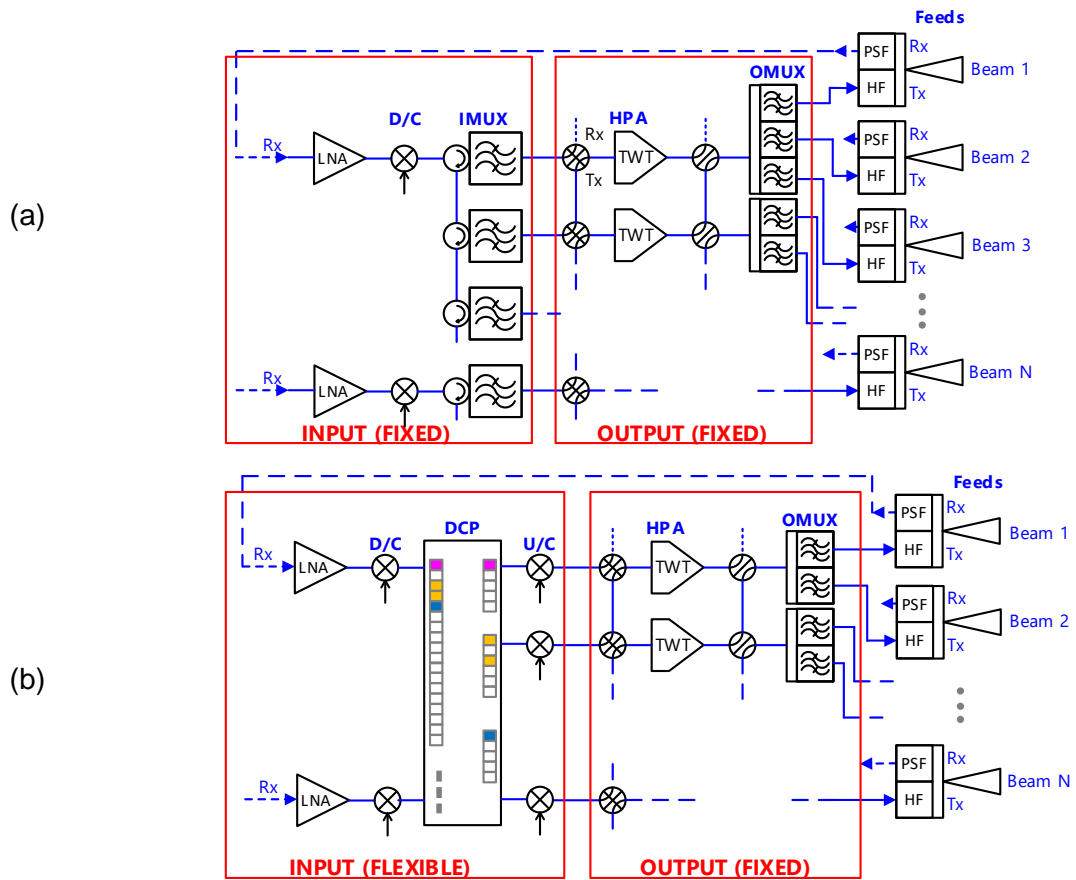 (a)
Feeds
PSF
Rx
HF
Tx
Beam 1
OMUX
HPA
D/C
IMUX
Rx
LNA
Rx
Tx
TWT
PSF
Rx
HF
Tx
Beam 2
TWT
PSF
Rx
HF
Tx
Beam 3
PSF
Rx
HF
Tx
Beam N
Rx
LNA
INPUT (FIXED)
OUTPUT (FIXED)
(b)
Feeds
PSF
Rx
HF
Tx
Beam 1
DCP
HPA
OMUX
D/C
U/C
Rx
LNA
TWT
PSF
Rx
HF
Tx
Beam 2
TWT
PSF
Rx
HF
Tx
Beam N
Rx
LNA
INPUT (FLEXIBLE)
OUTPUT (FIXED)